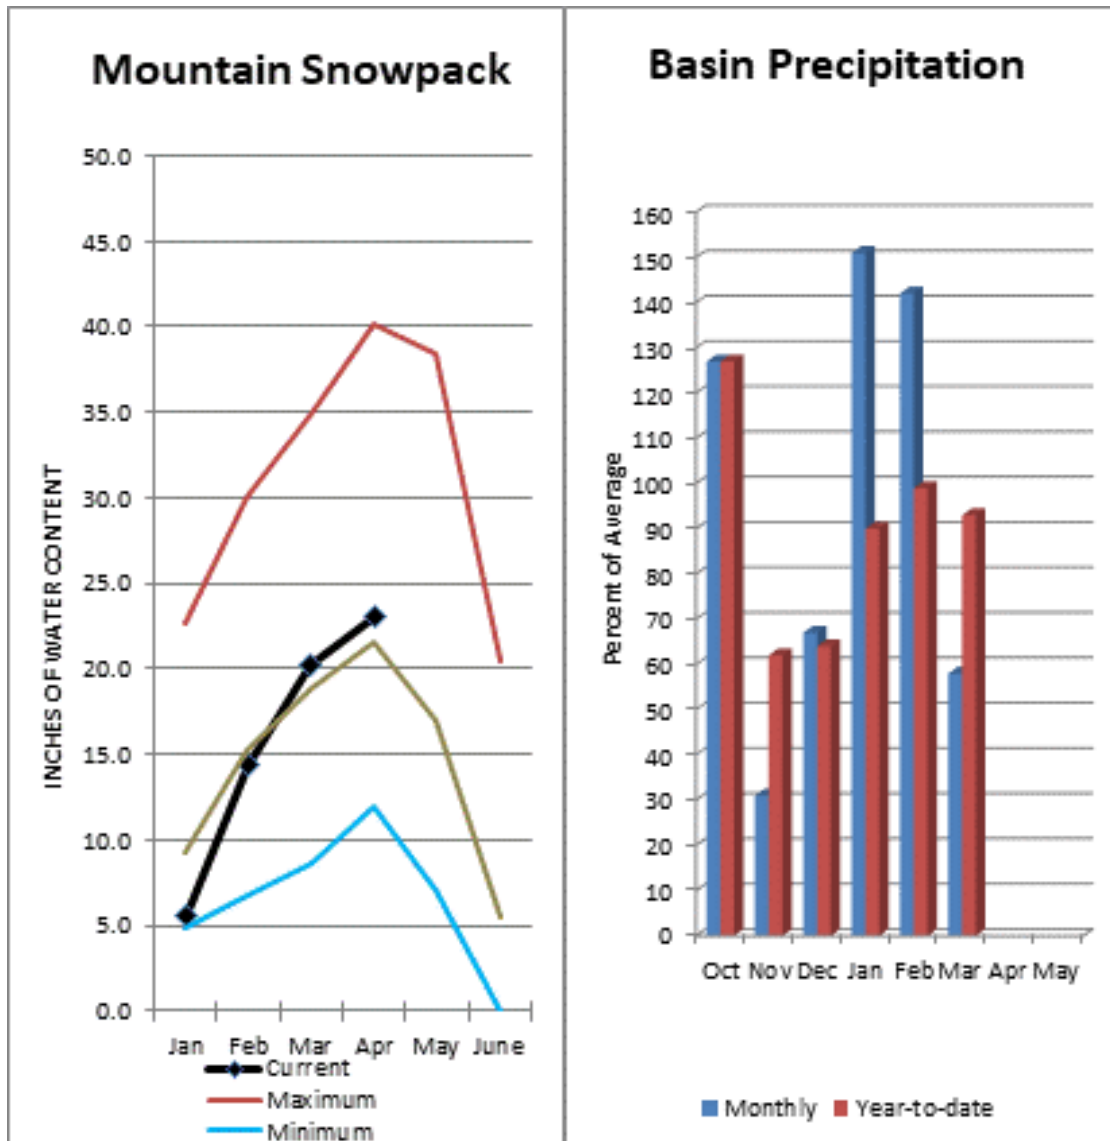 Mountain Snowpack
INCHES OF WATER CONTENT
50.0
45.0
40.0
35.0
30.0
25.0
20.0
15.0
10.0
5.0
0.0
Jan Feb Mar Apr May June
Current
Maximum
Minimum
Basin Precipitation
Percent of Average
160
150
140
130
120
110
100
90
80
70
60
50
40
30
20
10
0
Oct Nov Dec Jan Feb Mar Apr May
Monthly Year-to-date